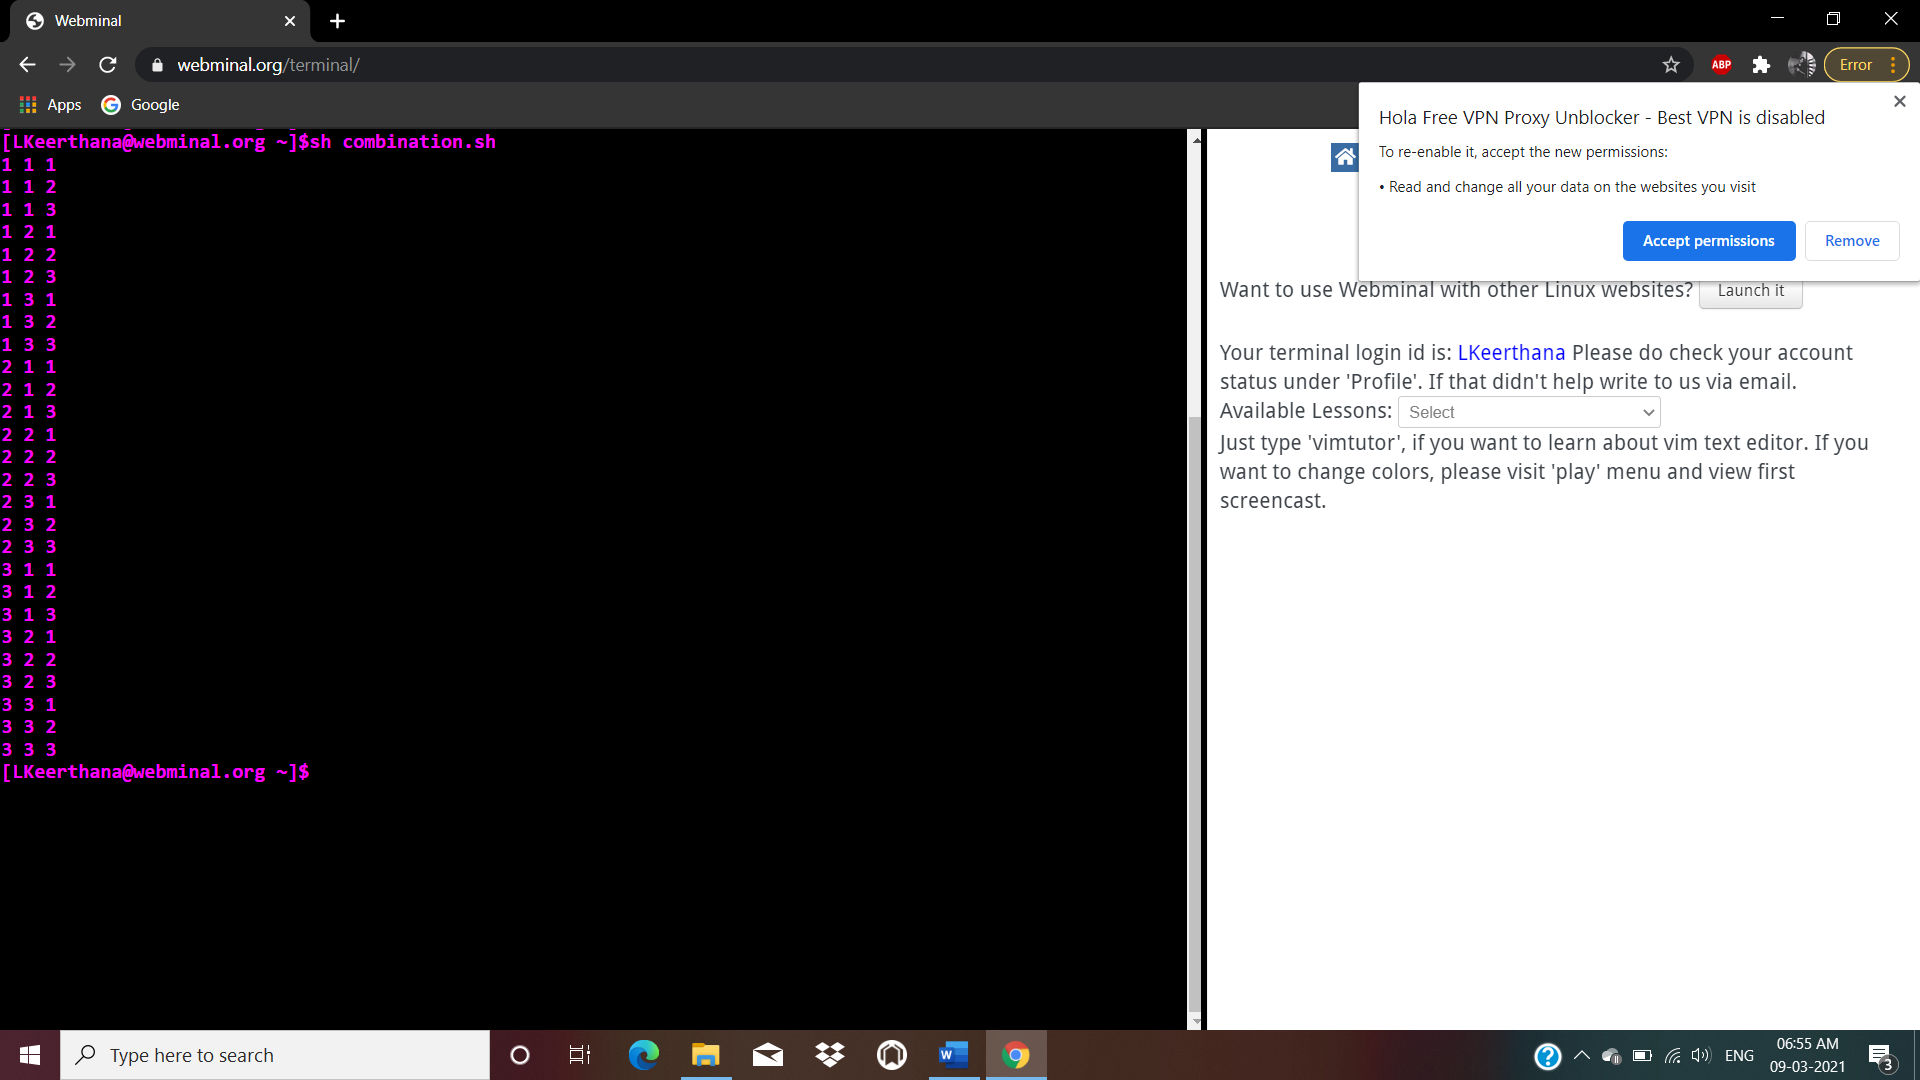 Webminal
webminal.org/terminal/
ABP
Error
Apps
Google
[LKeerthana@webminal.org ~]$sh combination.sh
1 1 1
1 1 2
1 1 3
1 2 1
1 2 2
1 2 3
1 3 1
1 3 2
1 3 3
2 1 1
2 1 2
2 1 3
2 2 1
2 2 2
2 2 3
2 3 1
2 3 2
2 3 3
3 1 1
3 1 2
3 1 3
3 2 1
3 2 2
3 2 3
3 3 1
3 3 2
3 3 3
[LKeerthana@webminal.org ~]$
Hola Free VPN Proxy Unblocker - Best VPN is disabled
To re-enable it, accept the new permissions:
• Read and change all your data on the websites you visit
Accept permissions
Remove
Want to use Webminal with other Linux websites? Launch it
Your terminal login id is: LKeerthana Please do check your account
status under 'Profile'. If that didn't help write to us via email.
Available Lessons: Select
Just type 'vimtutor', if you want to learn about vim text editor. If you
want to change colors, please visit 'play' menu and view first
screencast.
Type here to search
W
ENG
06:55 AM
09-03-2021
3